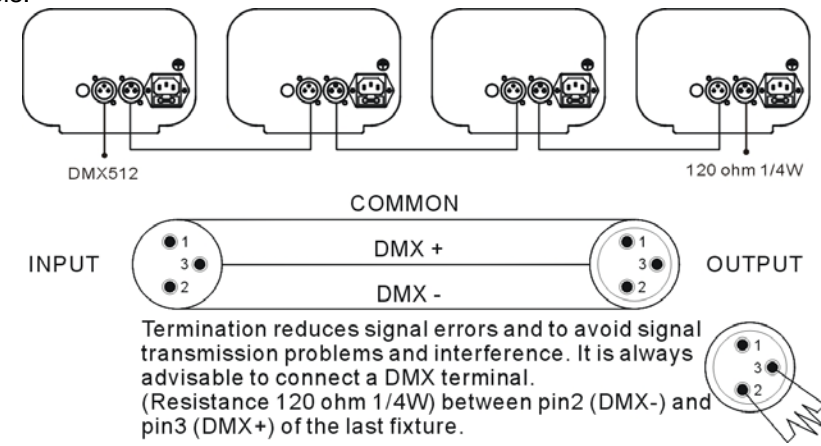 DMX512
120 ohm 1/4W
COMMON
INPUT
1
3
2
DMX +
DMX -
1
3
2
OUTPUT
Termination reduces signal errors and to avoid signal
transmission problems and interference. It is always
advisable to connect a DMX terminal.
(Resistance 120 ohm 1/4W) between pin2 (DMX-) and
pin3 (DMX+) of the last fixture.
1
3
2